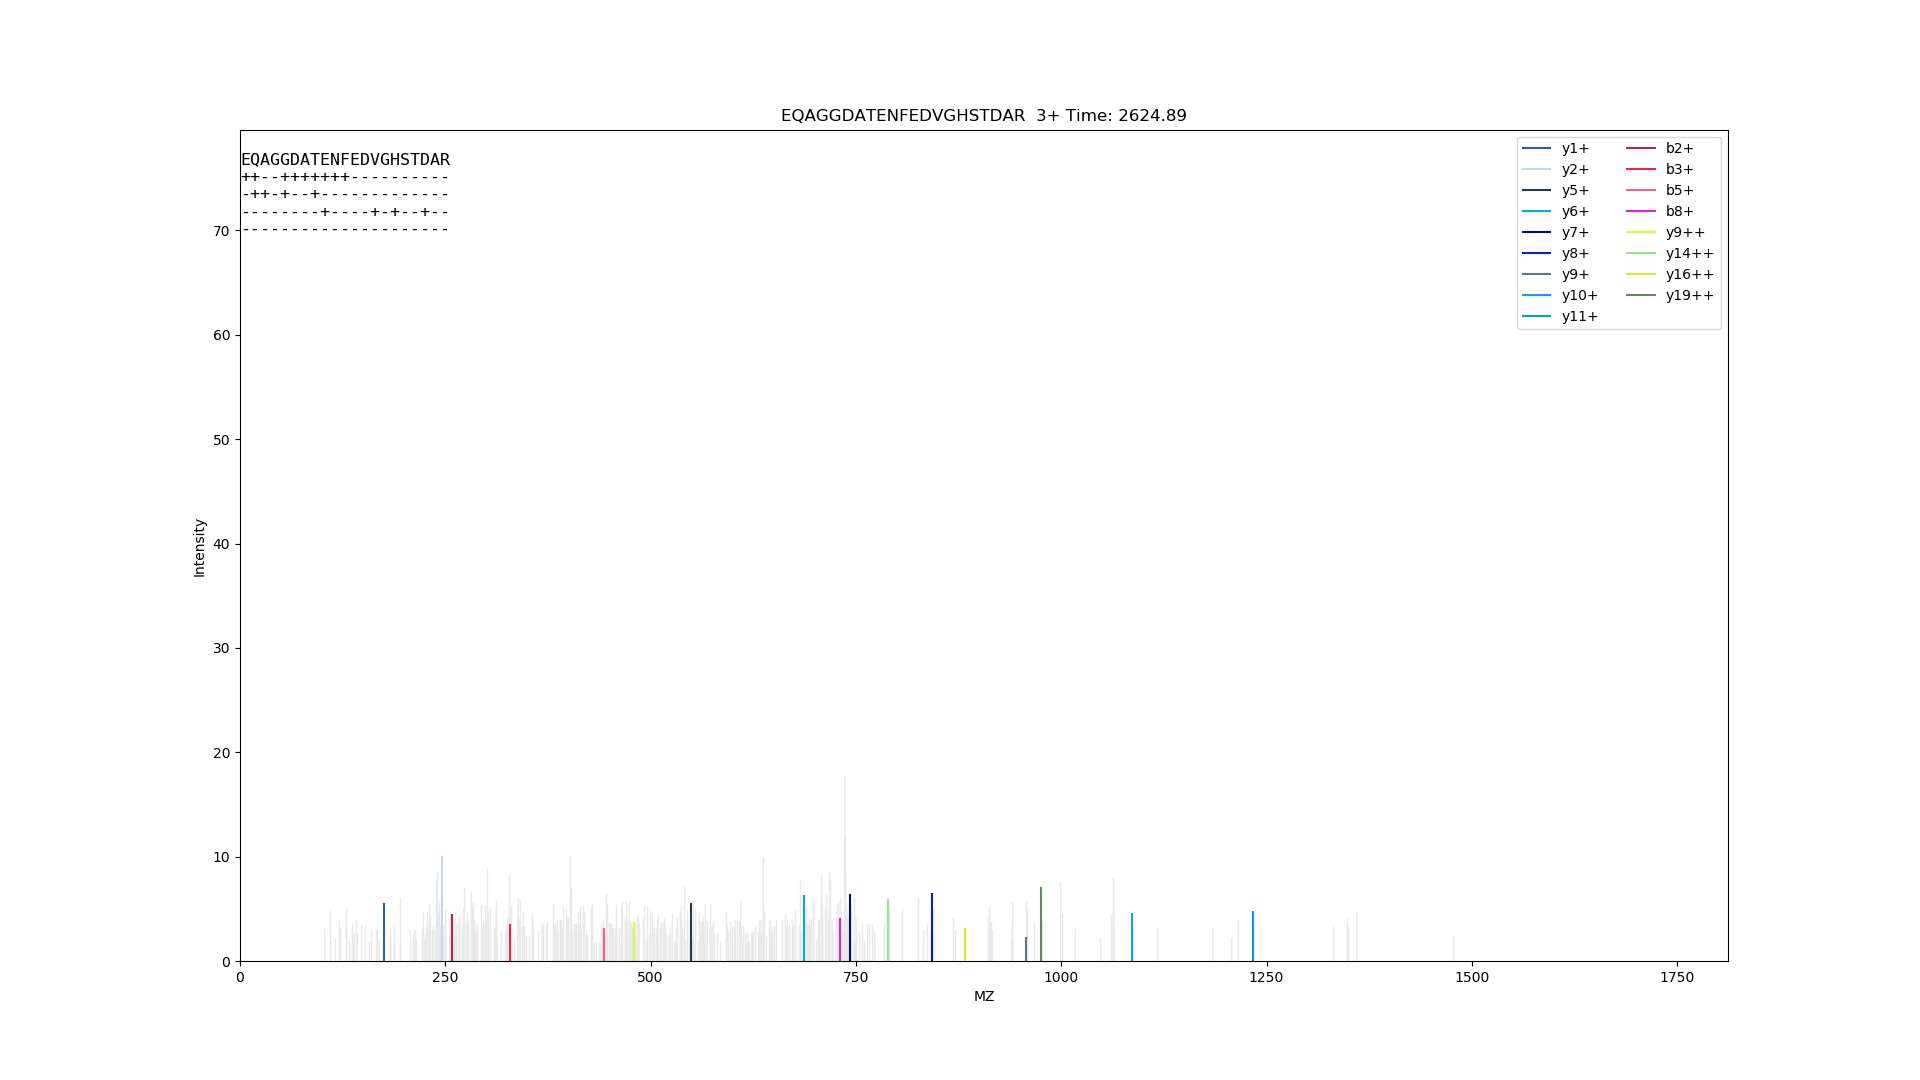 EQAGGDATENFEDVGHSTDAR  3+ Time: 2624.89
EQAGGDATENFEDVGHSTDAR
++--+++++++----------
-++-+--+-------------
--------+----+-+--+--
---------------------
y1+
y2+
y5+
y6+
y7+
y8+
y9+
y10+
y11+
b2+
b3+
b5+
b8+
y9++
y14++
y16++
y19++
70
60
50
40
30
20
10
0
Intensity
0 250 500 750 1000 1250 1500 1750
MZ